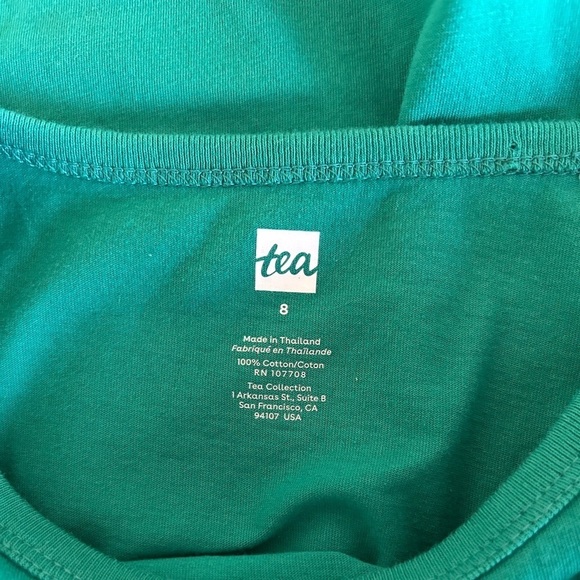 tea
8
Made in Thailand
Fabriqué en Thaïlande
100% Cotton/Coton
RN 107708
Tea Collection
1 Arkansas St., Suite B
San Francisco, CA
94107 USA